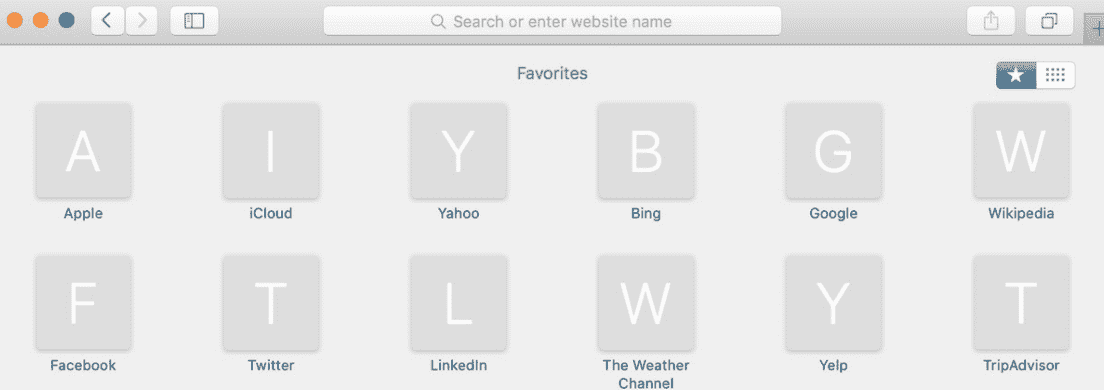 Search or enter website name
Favorites
A I Y B G W
Apple iCloud Yahoo Bing Google Wikipedia
F T L W Y T
Facebook Twitter LinkedIn The Weather Yelp TripAdvisor
Channel